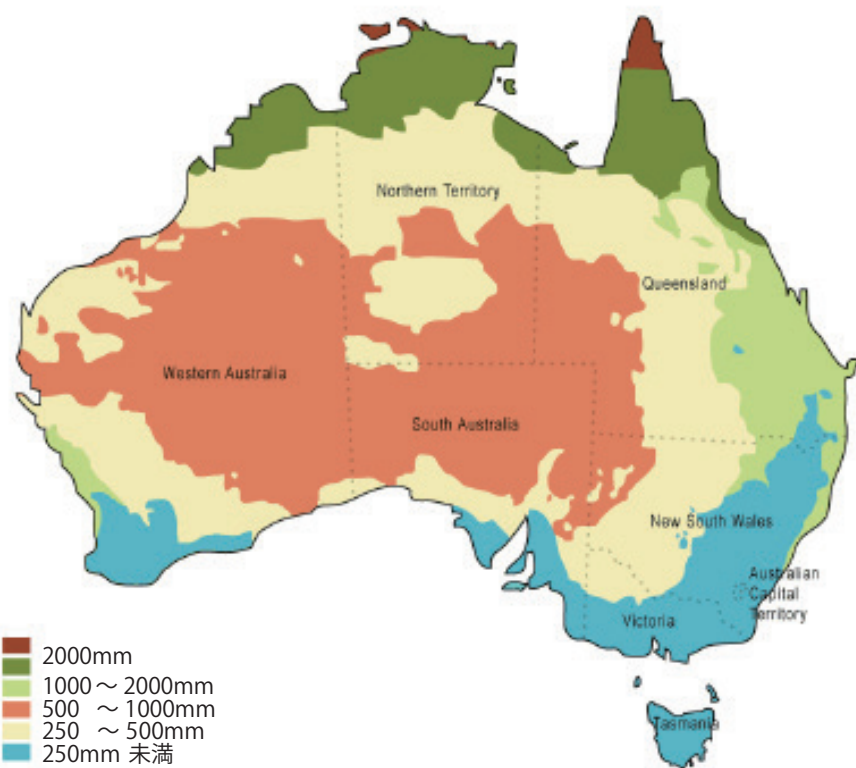 Northern Territory
Queensland
Western Australia
South Australia
New South Wales
Australian
Capital
Territory
Victoria
Tasmania
2000mm
1000 ～ 2000mm
500 ～ 1000mm
250 ～ 500mm
250mm 未満